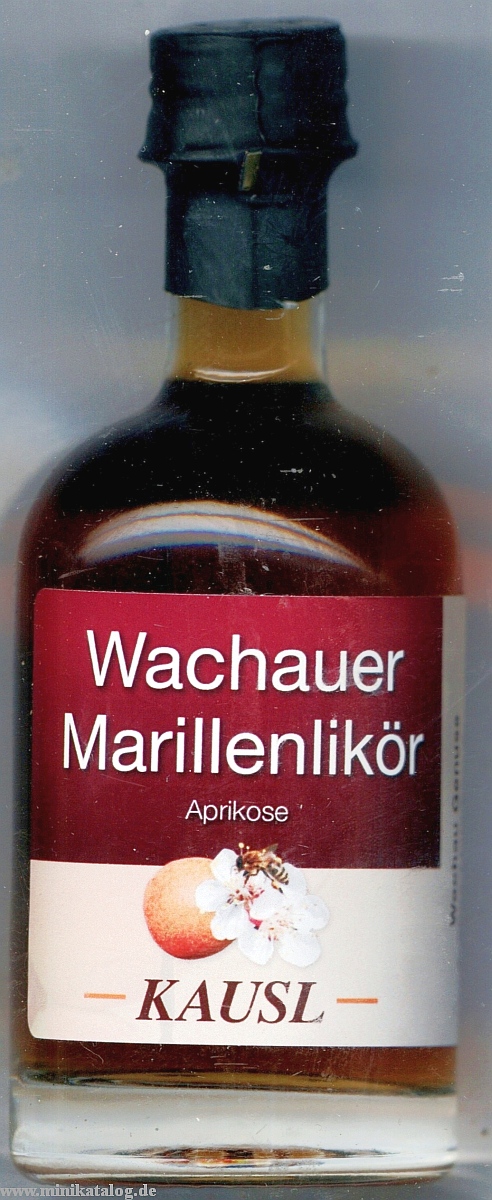 Wachauer
Marillenlikör
Aprikose
KAUSL
Wachau Genuss
www.minikatalog.de